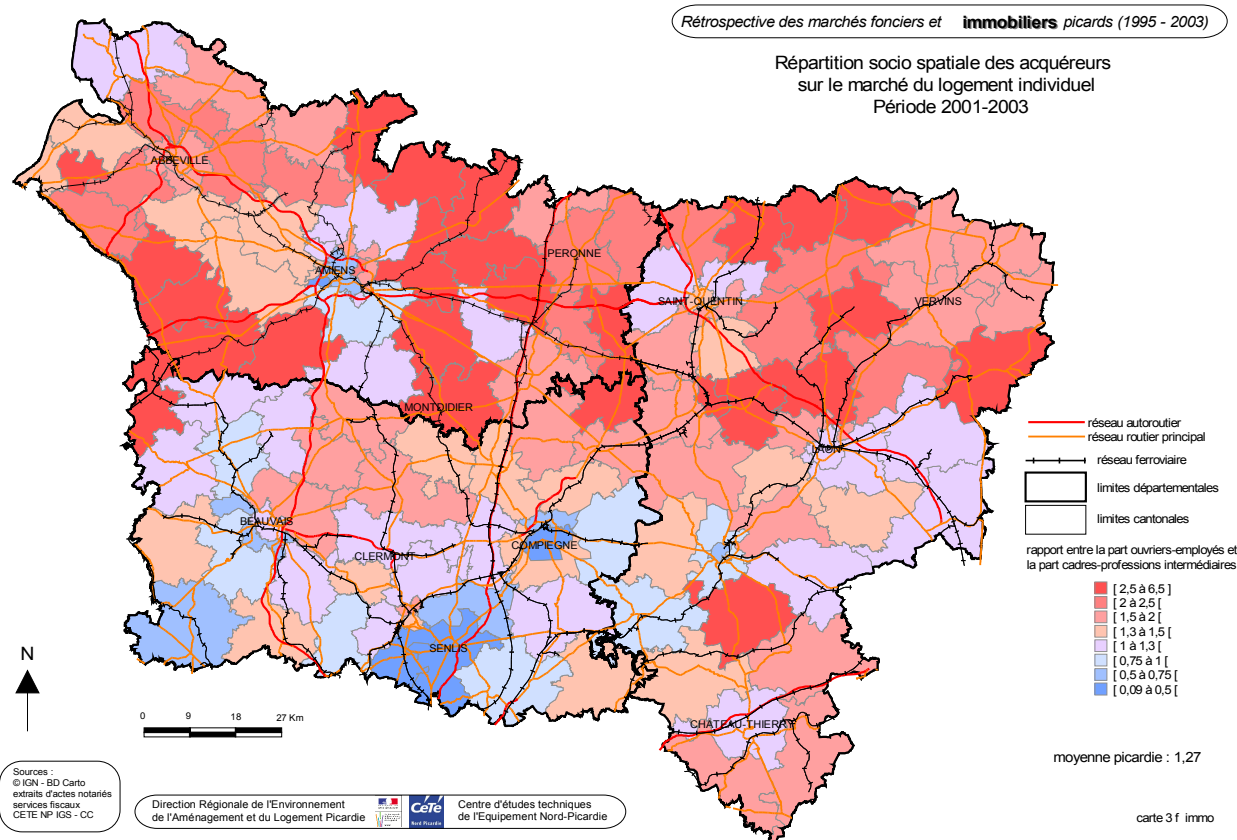 Rétrospective des marchés fonciers et immobiliers picards (1995 - 2003)
Répartition socio spatiale des acquéreurs
sur le marché du logement individuel
Période 2001-2003
ABBEVILLE
AMIENS
PERONNE
SAINT-QUENTIN
VERVINS
MONTDIDIER
LAON
BEAUVAIS
CLERMONT
COMPIEGNE
SENLIS
CHATEAU-THIERRY
réseau autoroutier
réseau routier principal
réseau ferroviaire
limites départementales
limites cantonales
rapport entre la part ouvriers-employés et
la part cadres-professions intermédiaires
[ 2,5 à 6,5 ]
[ 2 à 2,5 [
[ 1,5 à 2 [
[ 1,3 à 1,5 [
[ 1 à 1,3 [
[ 0,75 à 1 [
[ 0,5 à 0,75 [
[ 0,09 à 0,5 [
moyenne picardie : 1,27
carte 3 f immo
N
0 9 18 27 Km
Sources :
© IGN - BD Carto
extraits d'actes notariés
services fiscaux
CETE NP IGS - CC
Direction Régionale de l'Environnement
de l'Aménagement et du Logement Picardie
CeTe
Nord Picardie
Centre d'études techniques
de l'Equipement Nord-Picardie